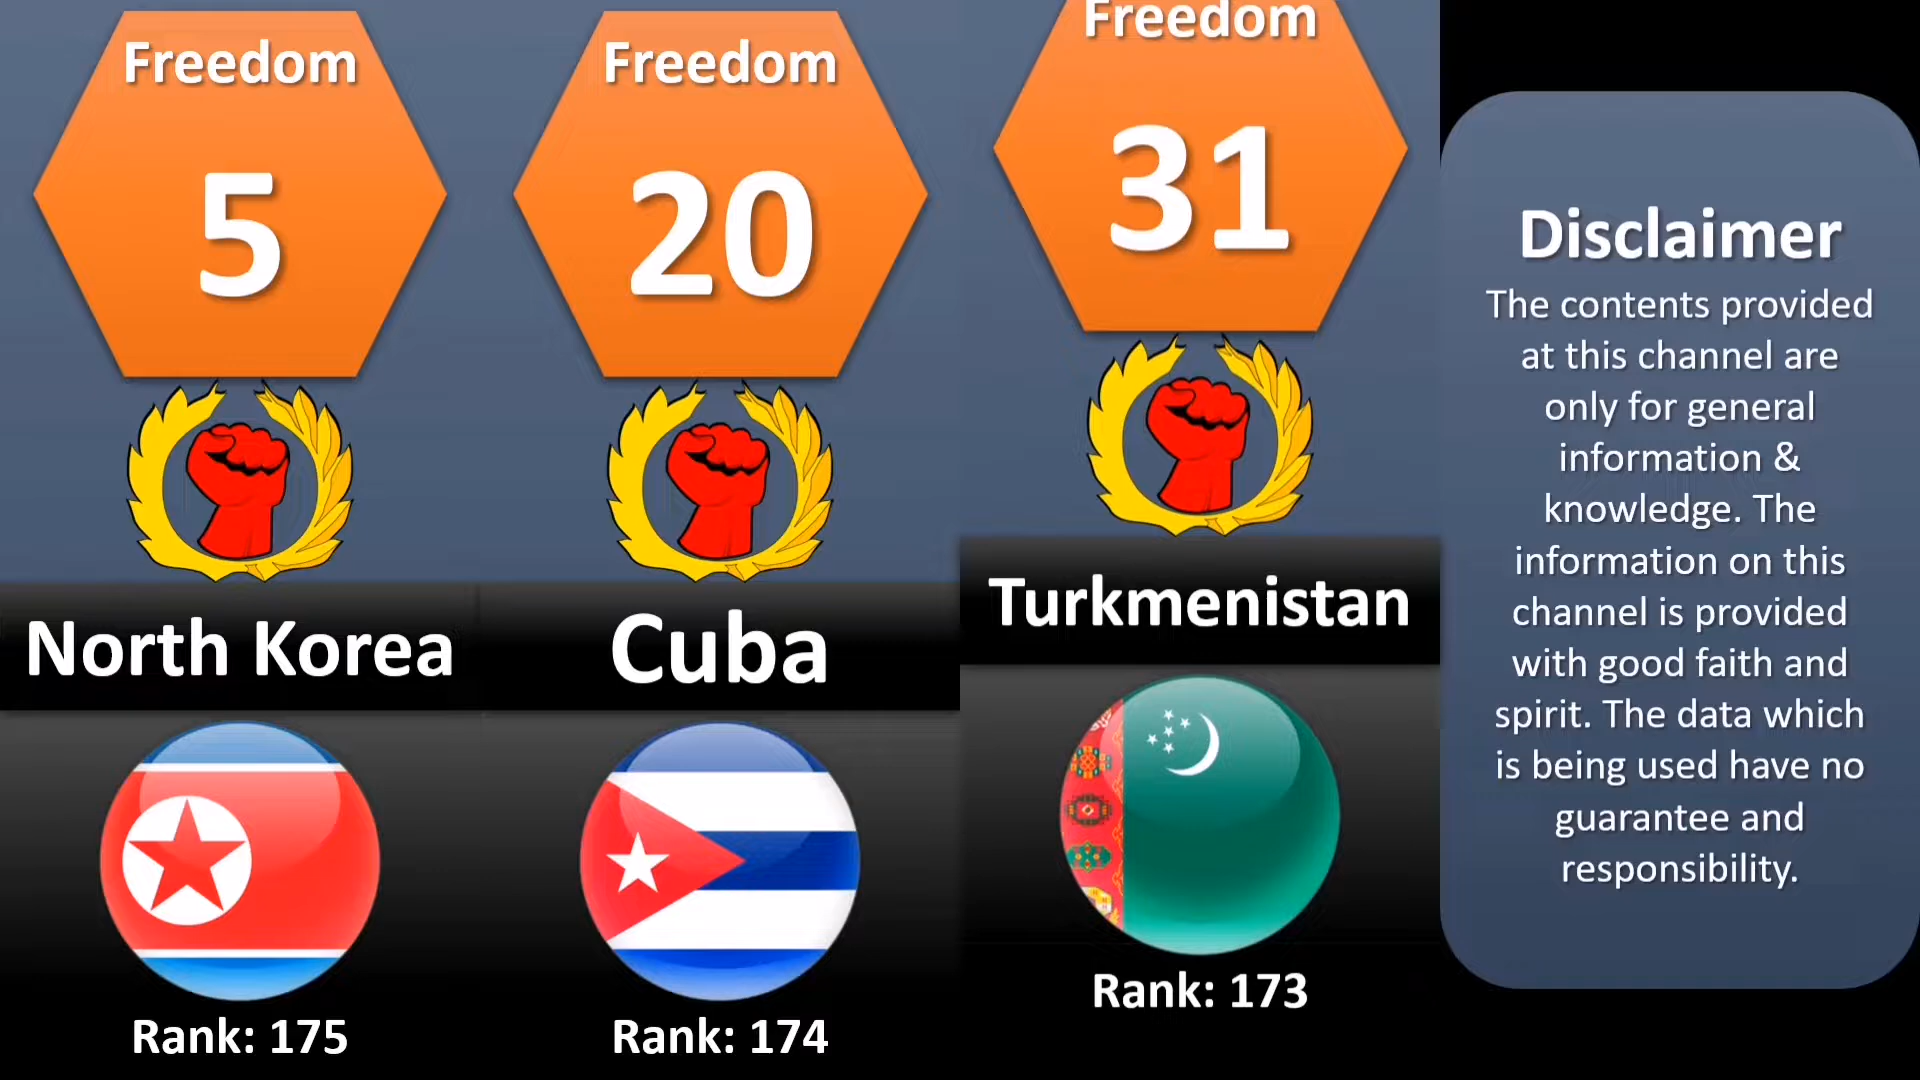 Freedom
5
North Korea
Rank: 175
Freedom
20
Cuba
Rank: 174
Freedom
31
Turkmenistan
Rank: 173
Disclaimer
The contents provided
at this channel are
only for general
information &
knowledge. The
information on this
channel is provided
with good faith and
spirit. The data which
is being used have no
guarantee and
responsibility.